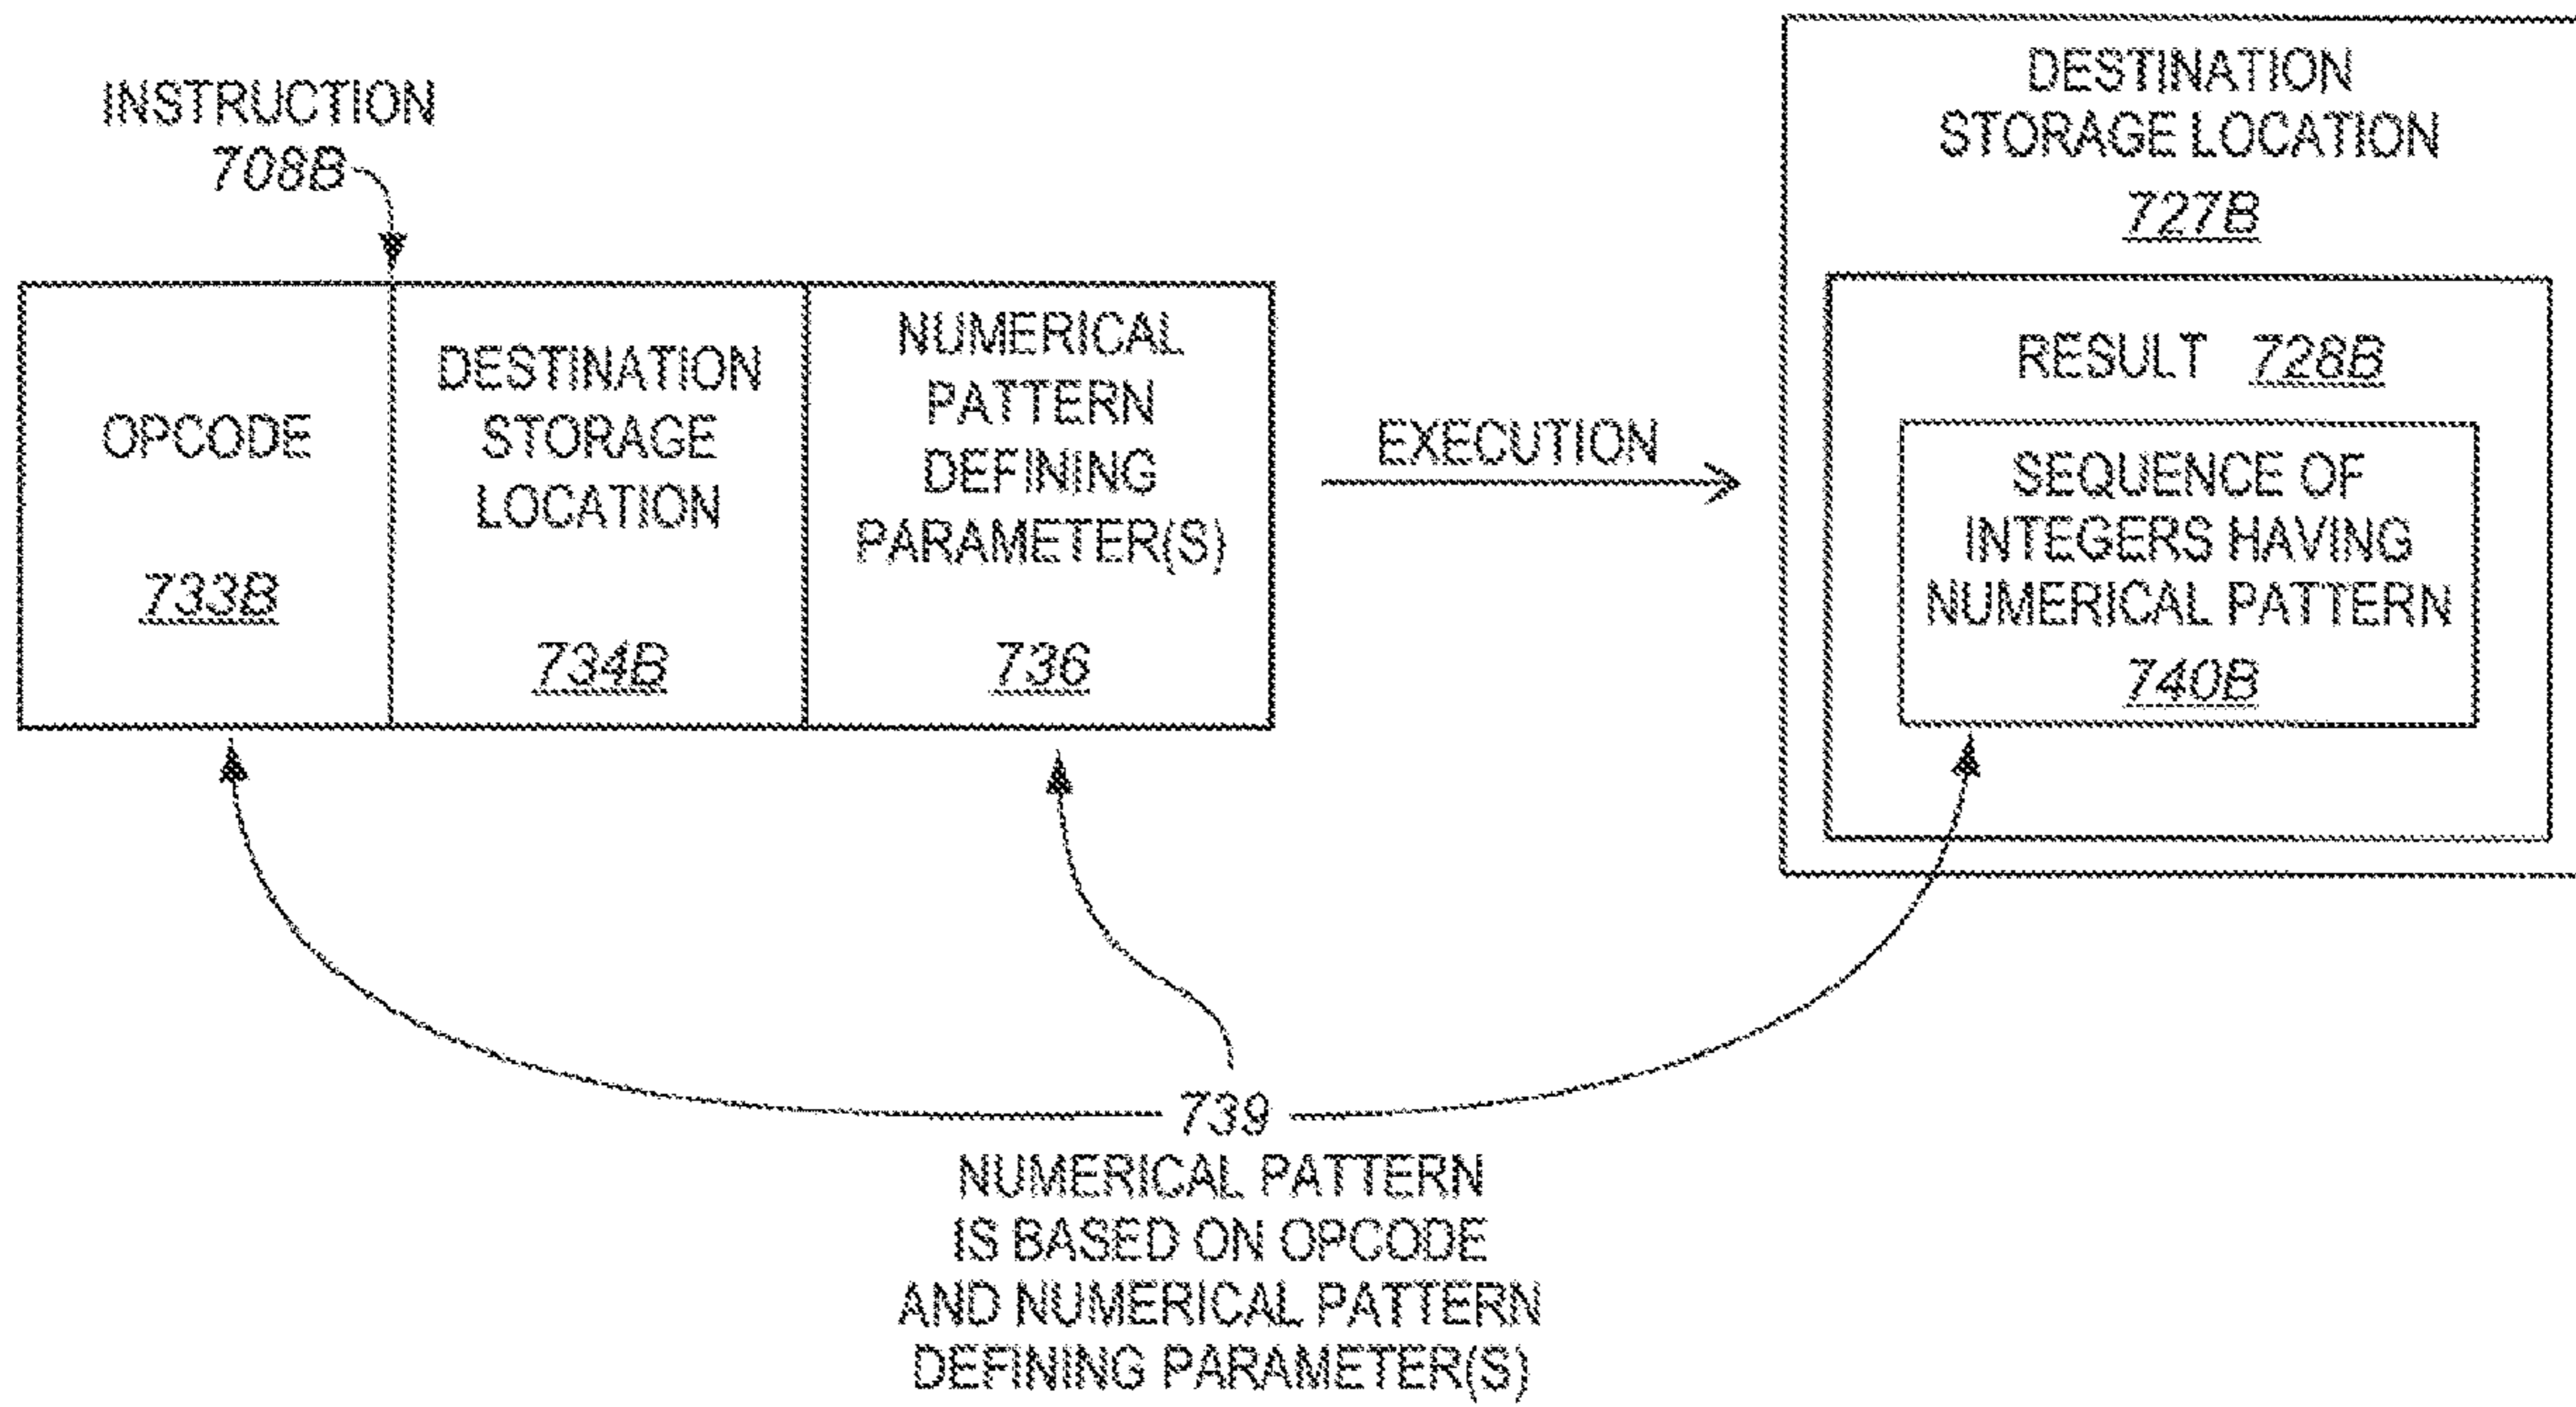 INSTRUCTION
708B
OPCODE
733B
DESTINATION
STORAGE
LOCATION
734B
NUMERICAL
PATTERN
DEFINING
PARAMETER(S)
736
EXECUTION
DESTINATION
STORAGE LOCATION
727B
RESULT 728B
SEQUENCE OF
INTEGERS HAVING
NUMERICAL PATTERN
740B
739
NUMERICAL PATTERN
IS BASED ON OPCODE
AND NUMERICAL PATTERN
DEFINING PARAMETER(S)